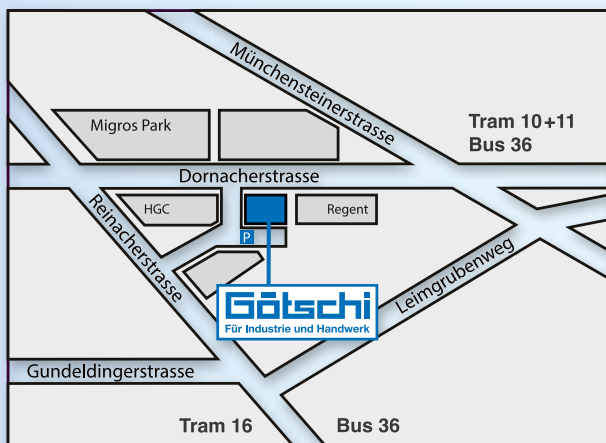 Münchensteinerstrasse
Tram 10+11
Bus 36
Migros Park
Dornacherstrasse
HGC
Regent
Reinacherstrasse
P
Leimgrubenweg
Götschi
Für Industrie und Handwerk
Gundeldingerstrasse
Tram 16
Bus 36